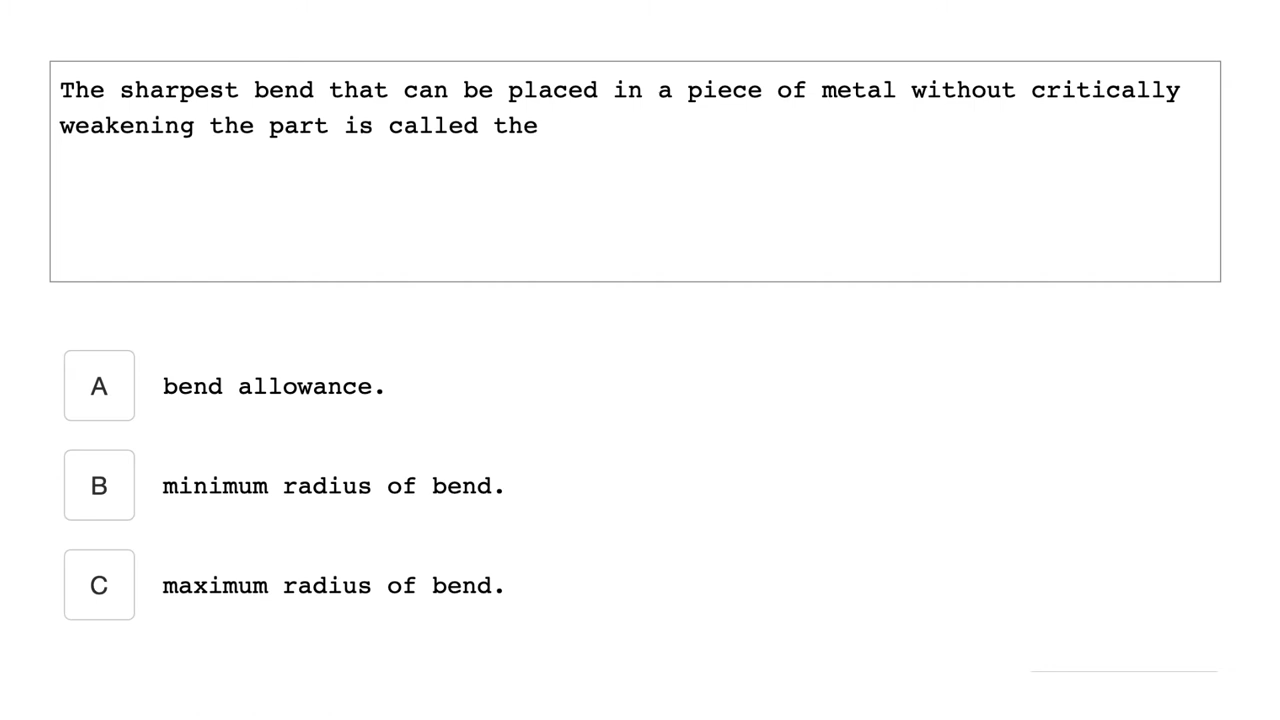 The sharpest bend that can be placed in a piece of metal without critically
weakening the part is called the
A bend allowance.
B minimum radius of bend.
C maximum radius of bend.